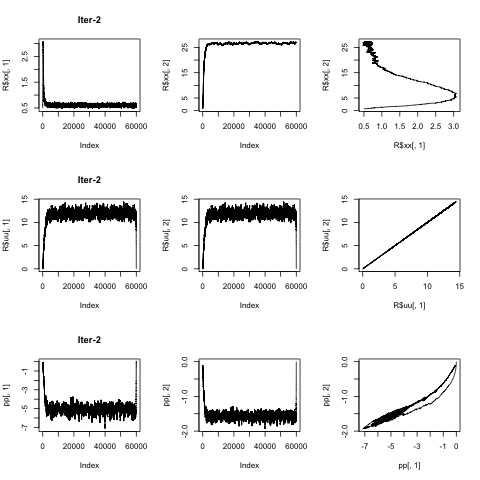 Iter-2
R$xx[, 1]
0.5 1.5 2.5
0 20000 40000 60000
Index
R$xx[, 2]
0 5 15 25
0 20000 40000 60000
Index
R$xx[, 2]
0 5 15 25
0.5 1.0 1.5 2.0 2.5 3.0
R$xx[, 1]
Iter-2
R$uu[, 1]
0 5 10 15
0 20000 40000 60000
Index
R$uu[, 2]
0 5 10 15
0 20000 40000 60000
Index
R$uu[, 2]
0 5 10 15
0 5 10 15
R$uu[, 1]
Iter-2
pp[, 1]
-7 -5 -3 -1
0 20000 40000 60000
Index
pp[, 2]
-2.0 -1.0 0.0
0 20000 40000 60000
Index
pp[, 2]
-2.0 -1.0 0.0
-7 -5 -3 -1 0
pp[, 1]